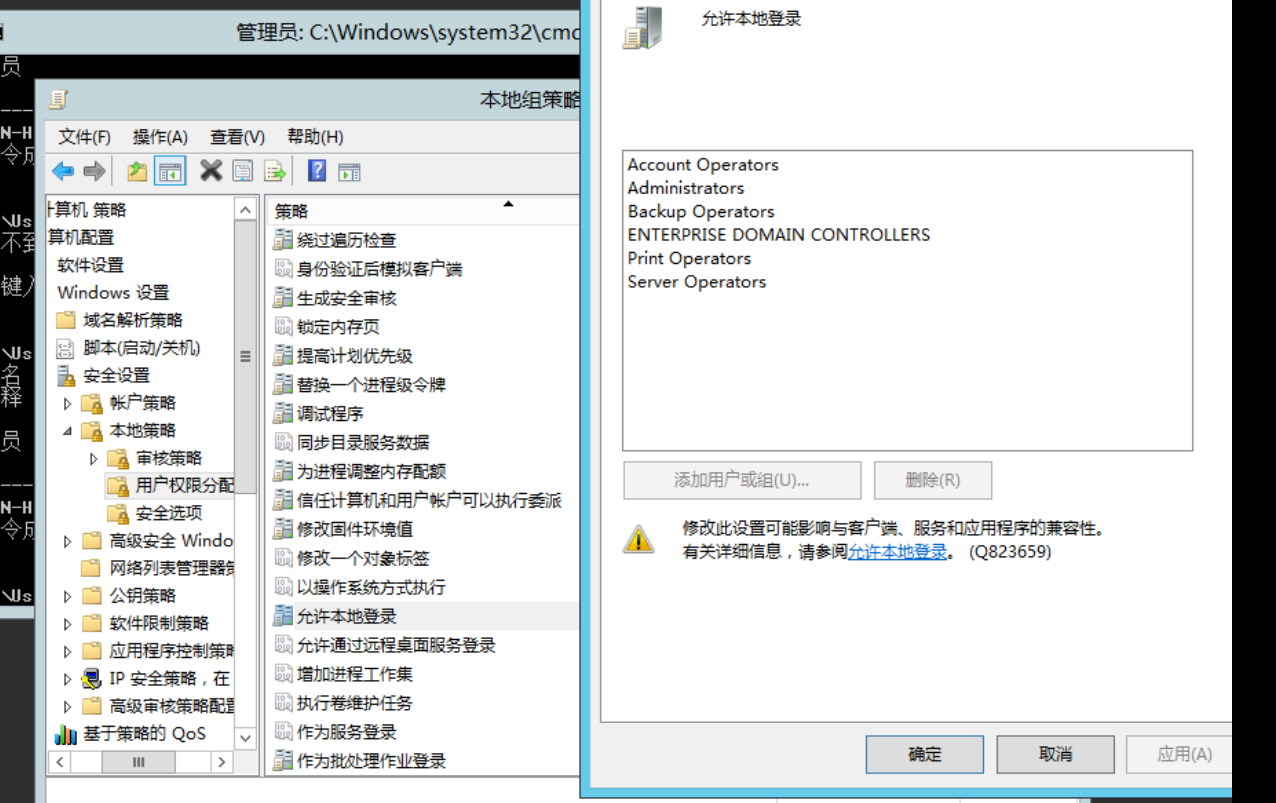 管理员: C:\Windows\system32\cmd
员
N-H
令成
\Us
不到
键入
\Us
名
释
员
N-H
令成
\Us
本地组策略
文件(F) 操作(A) 查看(V) 帮助(H)
计算机 策略
算机配置
软件设置
Windows 设置
域名解析策略
脚本(启动/关机)
安全设置
帐户策略
本地策略
审核策略
用户权限分配
安全选项
高级安全 Windo
网络列表管理器策
公钥策略
软件限制策略
应用程序控制策略
IP 安全策略，在
高级审核策略配置
基于策略的 QoS
策略
绕过遍历检查
身份验证后模拟客户端
生成安全审核
锁定内存页
提高计划优先级
替换一个进程级令牌
调试程序
同步目录服务数据
为进程调整内存配额
信任计算机和用户帐户可以执行委派
修改固件环境值
修改一个对象标签
以操作系统方式执行
允许本地登录
允许通过远程桌面服务登录
增加进程工作集
执行卷维护任务
作为服务登录
作为批处理作业登录
允许本地登录
Account Operators
Administrators
Backup Operators
ENTERPRISE DOMAIN CONTROLLERS
Print Operators
Server Operators
添加用户或组(U)... 删除(R)
修改此设置可能影响与客户端、服务和应用程序的兼容性。
有关详细信息，请参阅允许本地登录。 (Q823659)
确定 取消 应用(A)